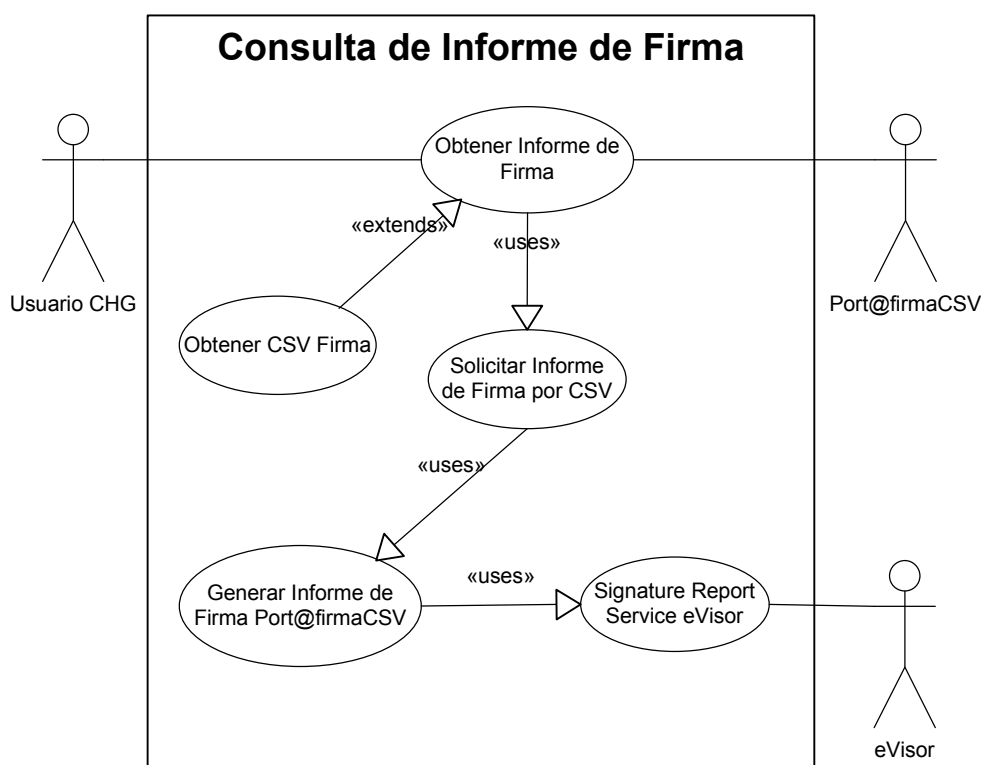 Consulta de Informe de Firma
Obtener Informe de
Firma
«extends»
«uses»
Usuario CHG
Port@firmaCSV
Obtener CSV Firma
Solicitar Informe
de Firma por CSV
«uses»
Generar Informe de
Firma Port@firmaCSV
«uses»
Signature Report
Service eVisor
eVisor